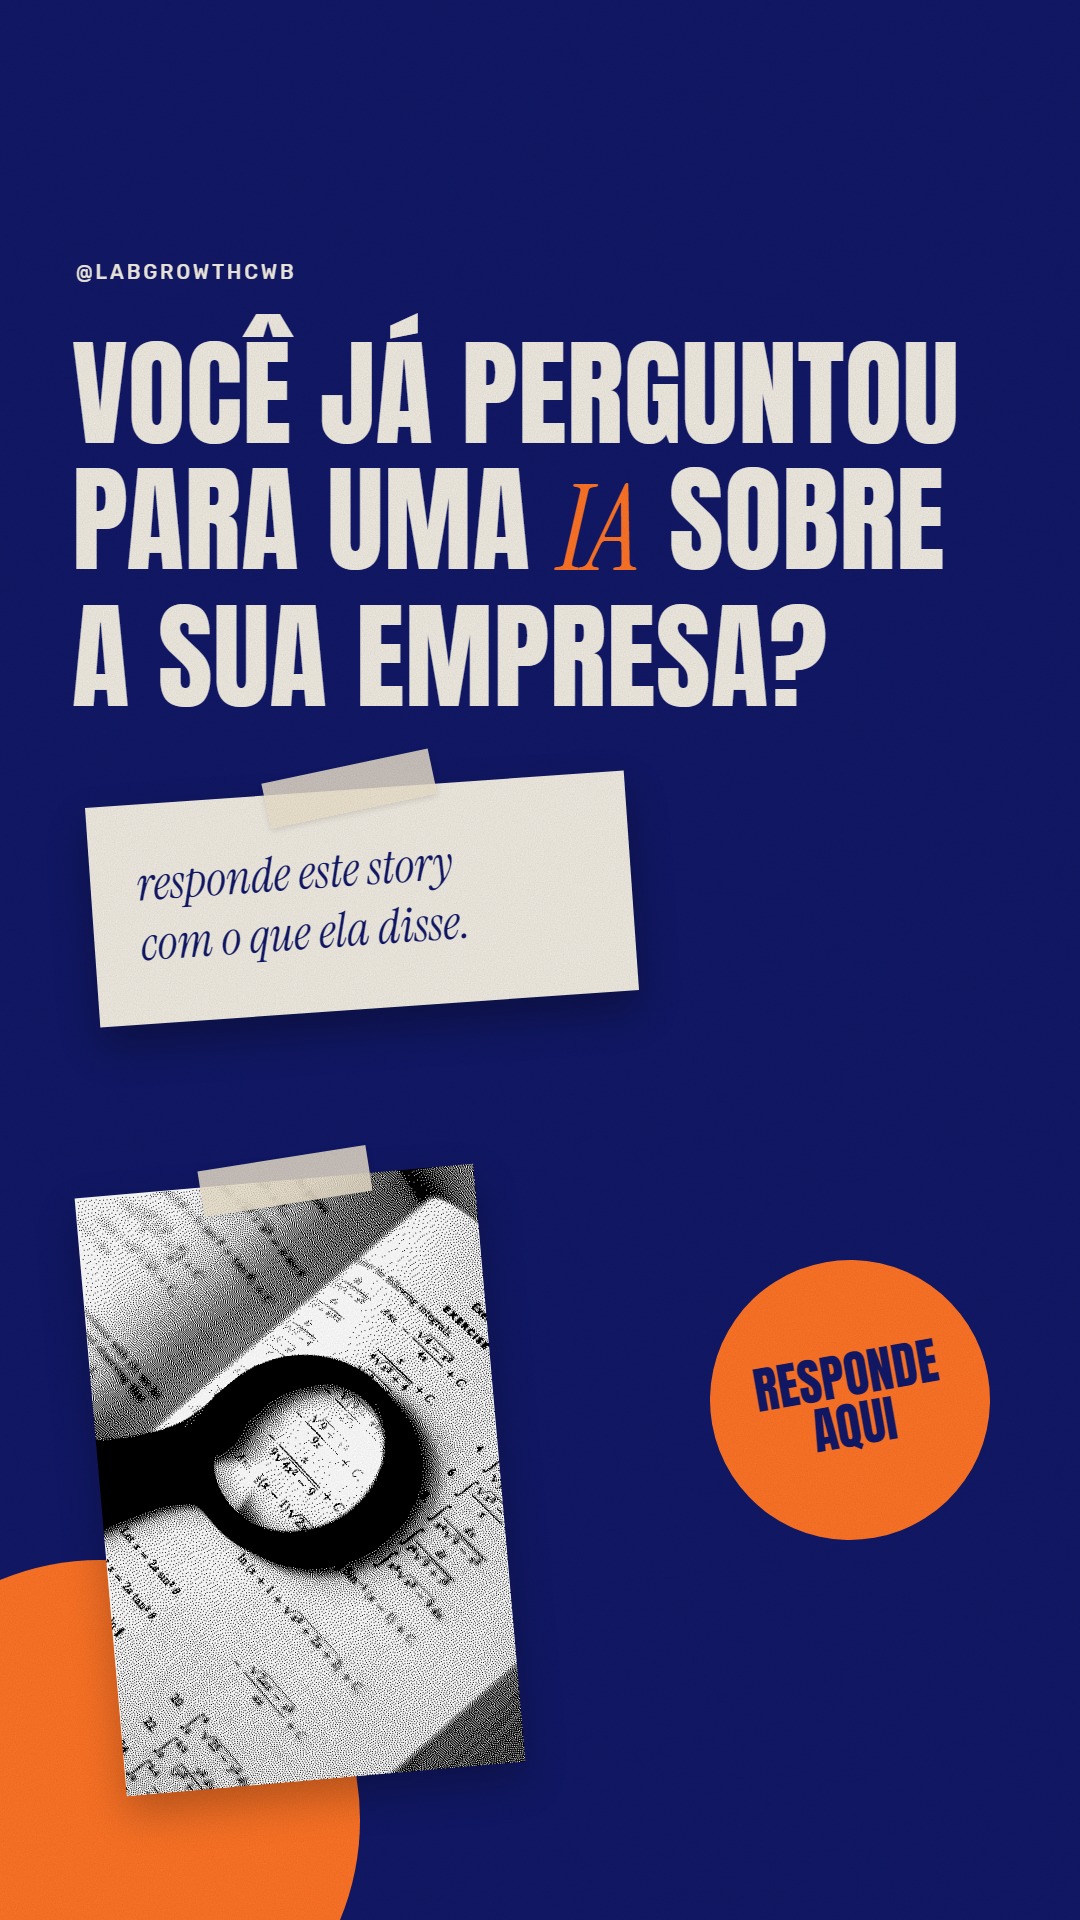 @LABGROWTHCWB
VOCÊ JÁ PERGUNTOU
PARA UMA IA SOBRE
A SUA EMPRESA?
responde este story
com o que ela disse.
EXERCISE
RESPONDE
AQUI